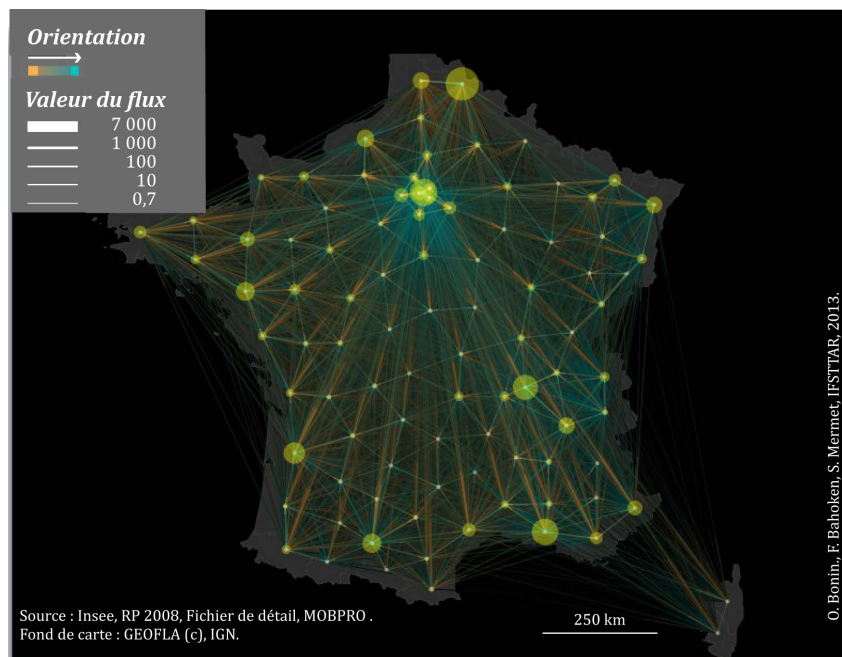 Orientation
Valeur du flux
7 000
1 000
100
10
0,7
Source : Insee, RP 2008, Fichier de détail, MOBPRO .
Fond de carte : GEOFLA (c), IGN.
250 km
O. Bonin., F. Bahoken, S. Mermet, IFSTTAR, 2013.